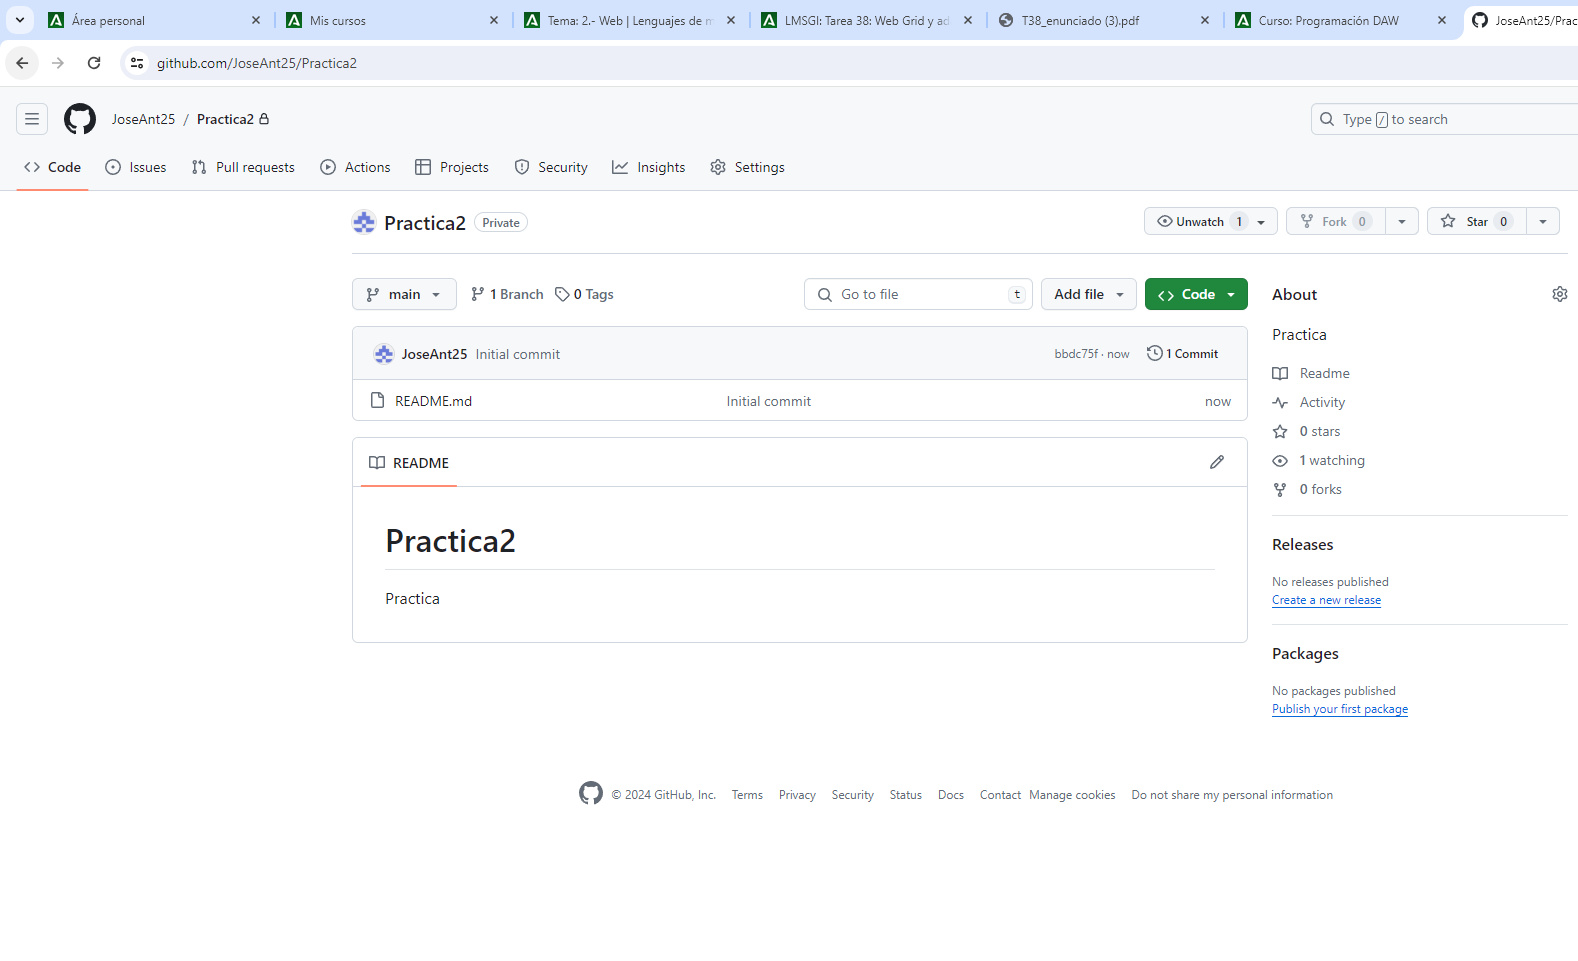 Área personal
Mis cursos
Tema: 2.- Web | Lenguajes de m
LMSGI: Tarea 38: Web Grid y ad
T38_enunciado (3).pdf
Curso: Programación DAW
JoseAnt25/Prac
github.com/JoseAnt25/Practica2
JoseAnt25 / Practica2
Type / to search
Code Issues Pull requests Actions Projects Security Insights Settings
Practica2 Private
Unwatch 1 Fork 0 Star 0
main 1 Branch 0 Tags Go to file t Add file Code
About
JoseAnt25 Initial commit bbdc75f · now 1 Commit
Practica
README.md Initial commit now
Readme
Activity
0 stars
1 watching
0 forks
README
Practica2
Practica
Releases
No releases published
Create a new release
Packages
No packages published
Publish your first package
© 2024 GitHub, Inc. Terms Privacy Security Status Docs Contact Manage cookies Do not share my personal information